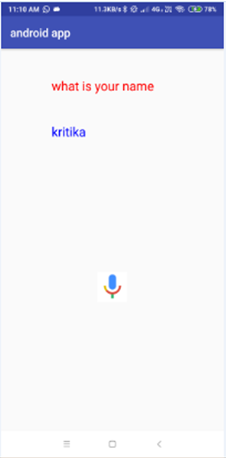 11:10 AM 11.3KB/s 4G 78%
android app
what is your name
kritika